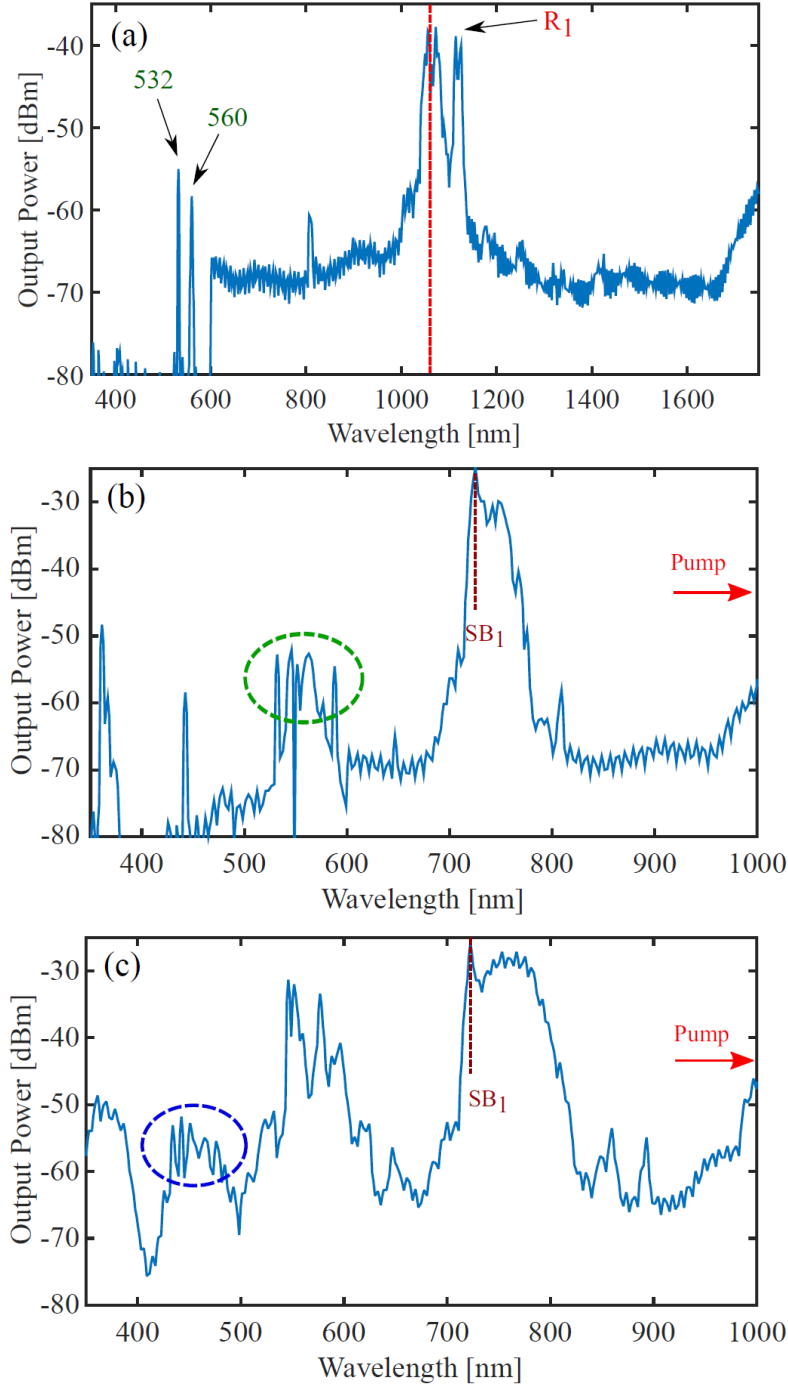 (a)
R1
532
560
Output Power [dBm]
-40
-50
-60
-70
-80
400 600 800 1000 1200 1400 1600
Wavelength [nm]
(b)
Pump
SB1
Output Power [dBm]
-30
-40
-50
-60
-70
-80
400 500 600 700 800 900 1000
Wavelength [nm]
(c)
Pump
SB1
Output Power [dBm]
-30
-40
-50
-60
-70
-80
400 500 600 700 800 900 1000
Wavelength [nm]